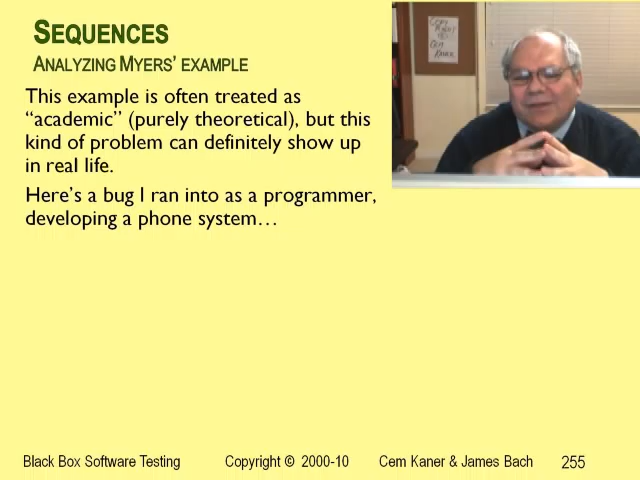 SEQUENCES
ANALYZING MYERS' EXAMPLE
This example is often treated as
“academic” (purely theoretical), but this
kind of problem can definitely show up
in real life.
Here's a bug I ran into as a programmer,
developing a phone system…
Black Box Software Testing Copyright © 2000-10 Cem Kaner & James Bach 255